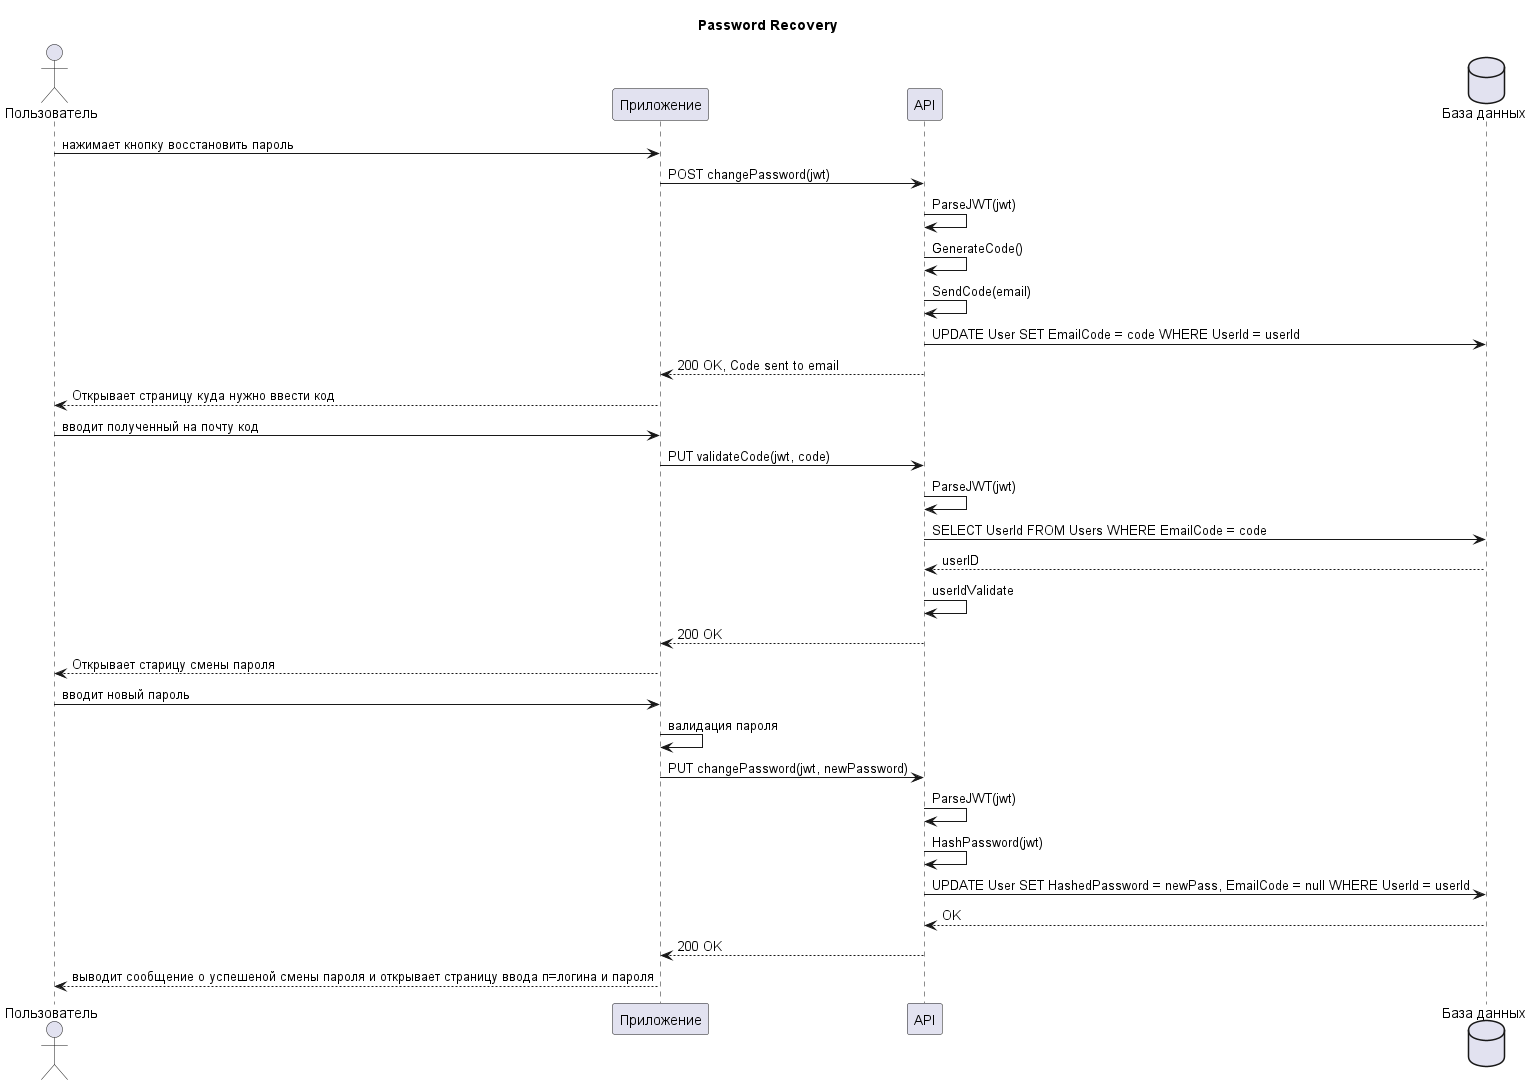 Password Recovery
Пользователь
Приложение
API
База данных
нажимает кнопку восстановить пароль
POST changePassword(jwt)
ParseJWT(jwt)
GenerateCode()
SendCode(email)
UPDATE User SET EmailCode = code WHERE UserId = userId
200 OK, Code sent to email
Открывает страницу куда нужно ввести код
вводит полученный на почту код
PUT validateCode(jwt, code)
ParseJWT(jwt)
SELECT UserId FROM Users WHERE EmailCode = code
userID
userIdValidate
200 OK
Открывает старицу смены пароля
вводит новый пароль
валидация пароля
PUT changePassword(jwt, newPassword)
ParseJWT(jwt)
HashPassword(jwt)
UPDATE User SET HashedPassword = newPass, EmailCode = null WHERE UserId = userId
OK
200 OK
выводит сообщение о успешеной смены пароля и открывает страницу ввода п=логина и пароля
Пользователь
Приложение
API
База данных